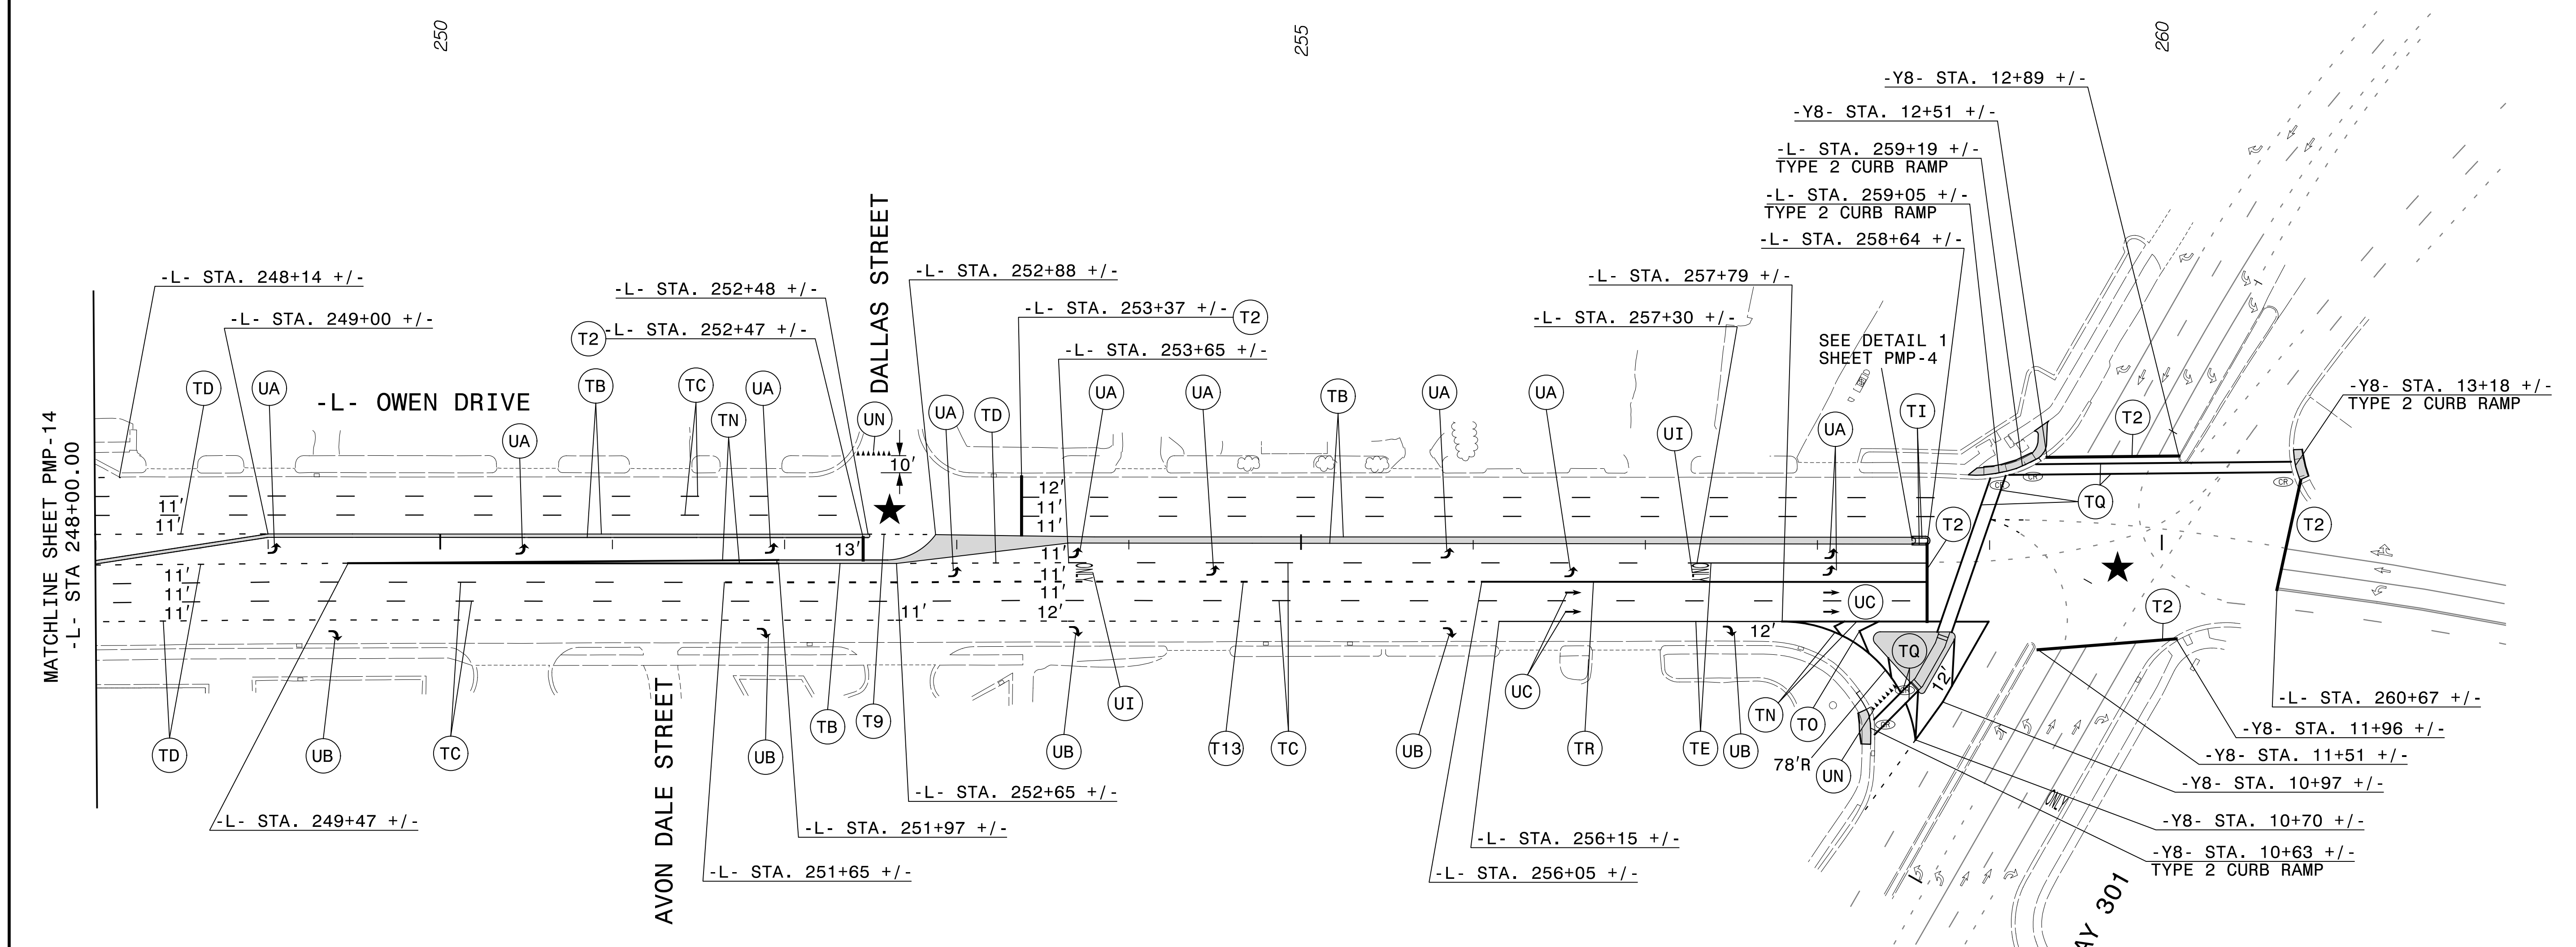 250
255
260
-Y8- STA. 12+89 +/-
-Y8- STA. 12+51 +/-
-L- STA. 259+19 +/-
TYPE 2 CURB RAMP
-L- STA. 259+05 +/-
TYPE 2 CURB RAMP
-L- STA. 258+64 +/-
-L- STA. 248+14 +/-
-L- STA. 249+00 +/-
-L- STA. 252+48 +/-
T2
-L- STA. 252+47 +/-
DALLAS STREET
-L- STA. 252+88 +/-
-L- STA. 253+37 +/-
T2
-L- STA. 253+65 +/-
-L- STA. 257+79 +/-
-L- STA. 257+30 +/-
SEE DETAIL 1
SHEET PMP-4
-Y8- STA. 13+18 +/-
TYPE 2 CURB RAMP
MATCHLINE SHEET PMP-14
-L- STA 248+00.00
-L- OWEN DRIVE
TD
UA
UA
TB
TC
TN
UA
UN
10'
UA
TD
UA
UA
TB
UA
UA
UI
UA
TI
T2
T2
TQ
T2
CR
CR
CR
11'
11'
13'
12'
11'
11'
11'
11'
11'
11'
11'
11'
11'
12'
11'
ONLY
ONLY
12'
UC
TQ
12'
T2
CR
CR
TD
UB
TC
AVON DALE STREET
UB
TB
T9
UB
UI
T13
TC
UB
UC
TR
TE
UB
TN
TO
78'R
UN
ONLY
-L- STA. 249+47 +/-
-L- STA. 251+65 +/-
-L- STA. 251+97 +/-
-L- STA. 252+65 +/-
-L- STA. 256+15 +/-
-L- STA. 256+05 +/-
-L- STA. 260+67 +/-
-Y8- STA. 11+96 +/-
-Y8- STA. 11+51 +/-
-Y8- STA. 10+97 +/-
-Y8- STA. 10+70 +/-
-Y8- STA. 10+63 +/-
TYPE 2 CURB RAMP
AY 301